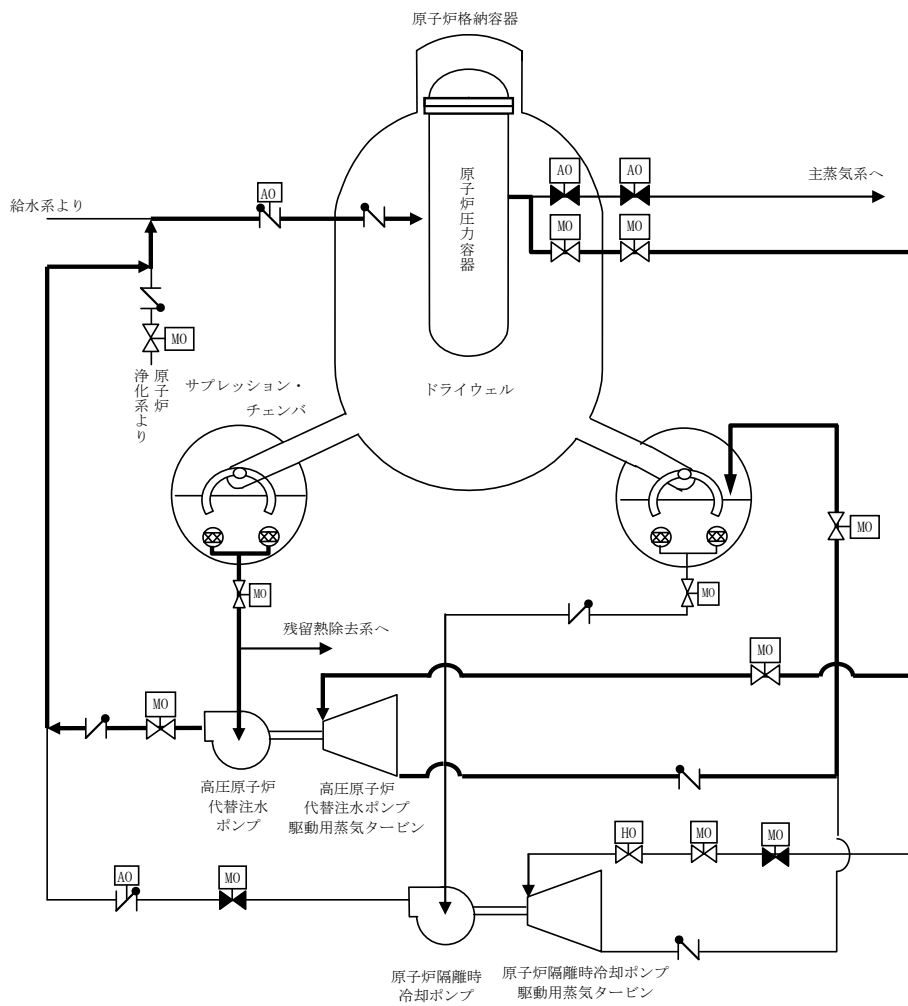 原子炉格納容器
原子炉圧力容器
AO
AO
主蒸気系へ
給水系より
AO
MO
MO
MO
原子炉
浄化系より
サプレッション・
チェンバ
ドライウェル
MO
MO
MO
残留熱除去系へ
MO
MO
高圧原子炉
代替注水
ポンプ
高圧原子炉
代替注水ポンプ
駆動用蒸気タービン
HO
MO
MO
AO
MO
原子炉隔離時
冷却ポンプ
原子炉隔離時冷却ポンプ
駆動用蒸気タービン